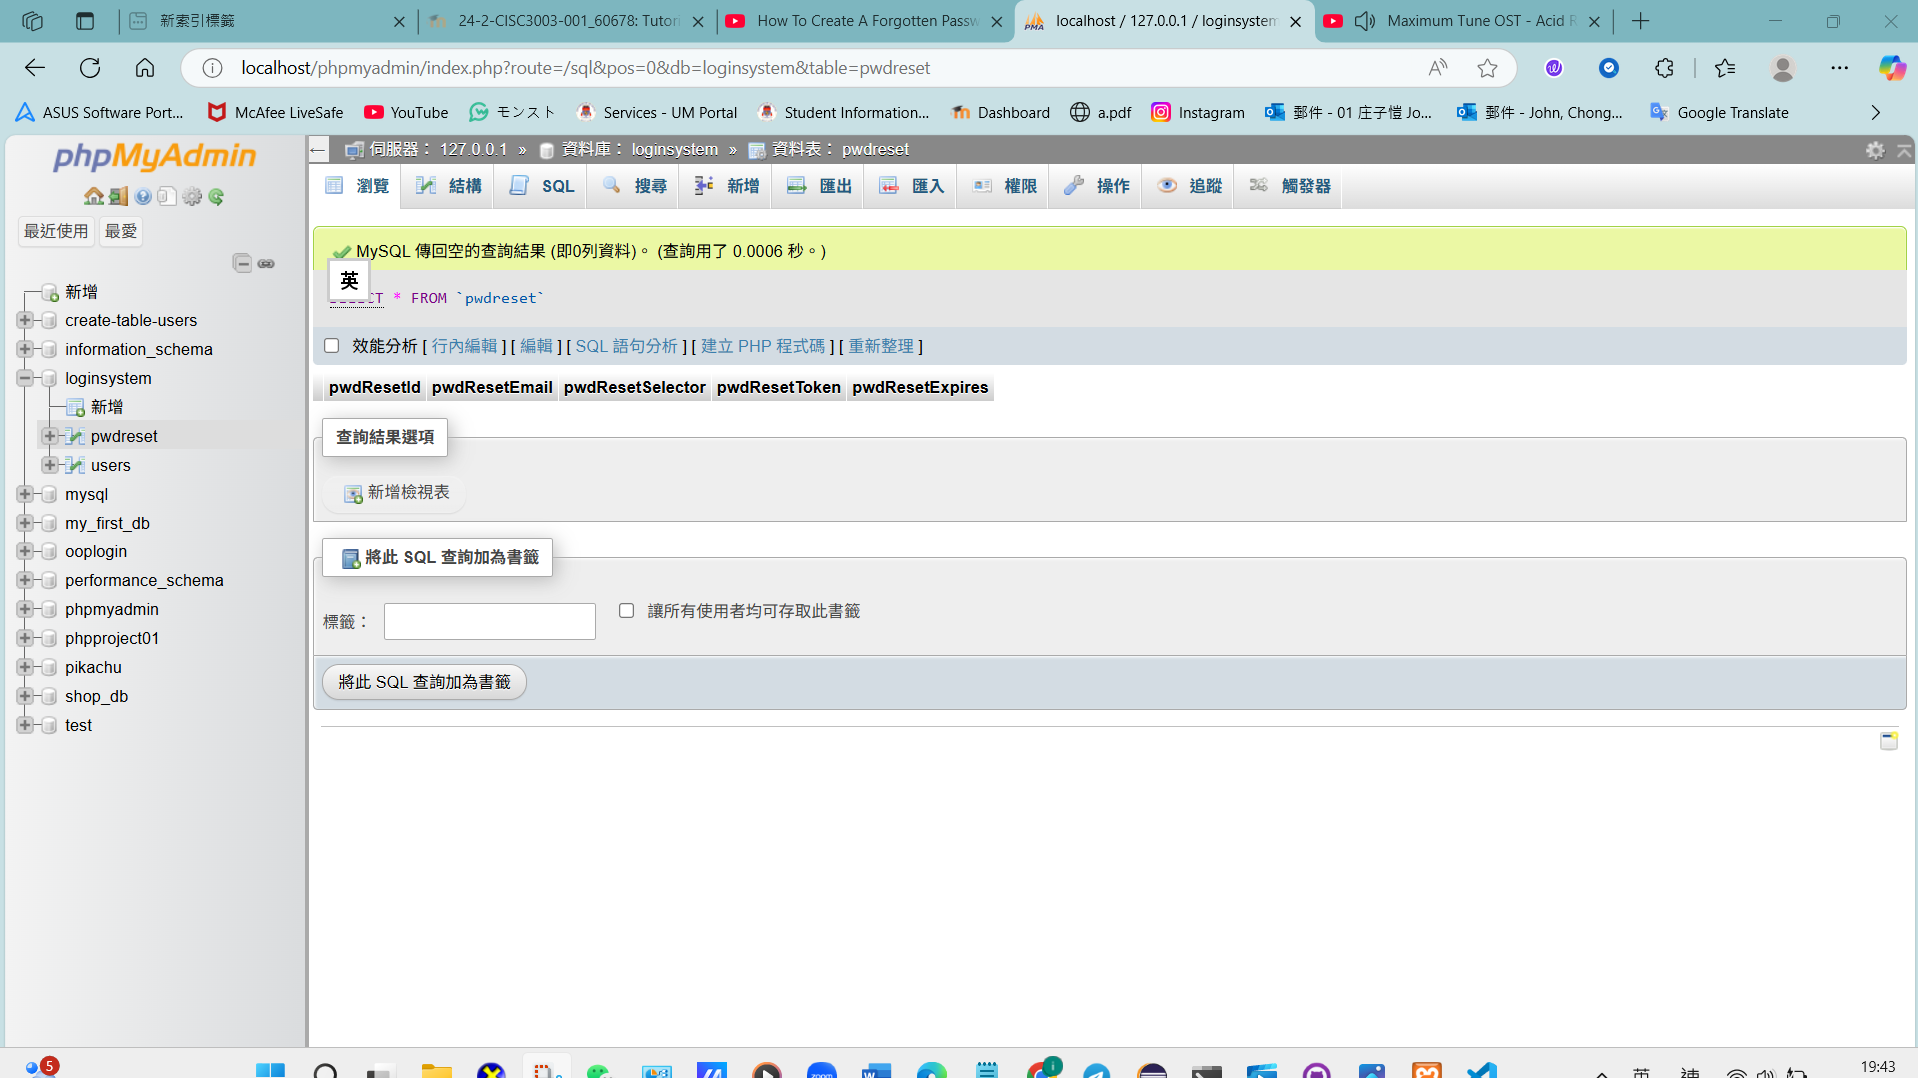 新索引標籤
24-2-CISC3003-001_60678: Tutori
How To Create A Forgotten Passw
localhost / 127.0.0.1 / loginsystem
Maximum Tune OST - Acid R
localhost/phpmyadmin/index.php?route=/sql&pos=0&db=loginsystem&table=pwdreset
ASUS Software Port...
McAfee LiveSafe
YouTube
モンスト
Services - UM Portal
Student Information...
Dashboard
a.pdf
Instagram
郵件 - 01 庄子愷 Jo...
郵件 - John, Chong...
Google Translate
phpMyAdmin
最近使用
最愛
新增
create-table-users
information_schema
loginsystem
新增
pwdreset
users
mysql
my_first_db
ooplogin
performance_schema
phpmyadmin
phpproject01
pikachu
shop_db
test
伺服器： 127.0.0.1 » 資料庫： loginsystem » 資料表： pwdreset
瀏覽
結構
SQL
搜尋
新增
匯出
匯入
權限
操作
追蹤
觸發器
MySQL 傳回空的查詢結果 (即0列資料)。 (查詢用了 0.0006 秒。)
英
SELECT * FROM `pwdreset`
效能分析 [ 行內編輯 ] [ 編輯 ] [ SQL 語句分析 ] [ 建立 PHP 程式碼 ] [ 重新整理 ]
pwdResetId pwdResetEmail pwdResetSelector pwdResetToken pwdResetExpires
查詢結果選項
新增檢視表
將此 SQL 查詢加為書籤
標籤：
讓所有使用者均可存取此書籤
將此 SQL 查詢加為書籤
5
zoom
英
19:43